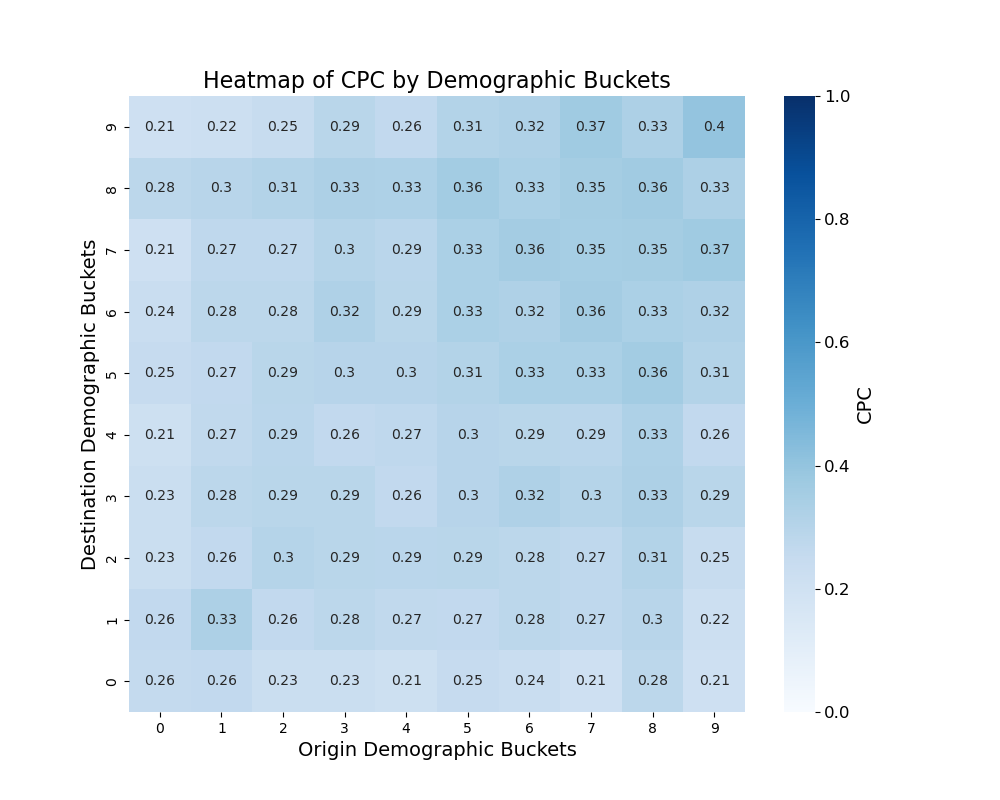 Heatmap of CPC by Demographic Buckets
9 0.21 0.22 0.25 0.29 0.26 0.31 0.32 0.37 0.33 0.4
8 0.28 0.3 0.31 0.33 0.33 0.36 0.33 0.35 0.36 0.33
7 0.21 0.27 0.27 0.3 0.29 0.33 0.36 0.35 0.35 0.37
6 0.24 0.28 0.28 0.32 0.29 0.33 0.32 0.36 0.33 0.32
5 0.25 0.27 0.29 0.3 0.3 0.31 0.33 0.33 0.36 0.31
4 0.21 0.27 0.29 0.26 0.27 0.3 0.29 0.29 0.33 0.26
3 0.23 0.28 0.29 0.29 0.26 0.3 0.32 0.3 0.33 0.29
2 0.23 0.26 0.3 0.29 0.29 0.29 0.28 0.27 0.31 0.25
1 0.26 0.33 0.26 0.28 0.27 0.27 0.28 0.27 0.3 0.22
0 0.26 0.26 0.23 0.23 0.21 0.25 0.24 0.21 0.28 0.21
0 1 2 3 4 5 6 7 8 9
Origin Demographic Buckets
Destination Demographic Buckets
1.0
0.8
0.6
0.4
0.2
0.0
CPC